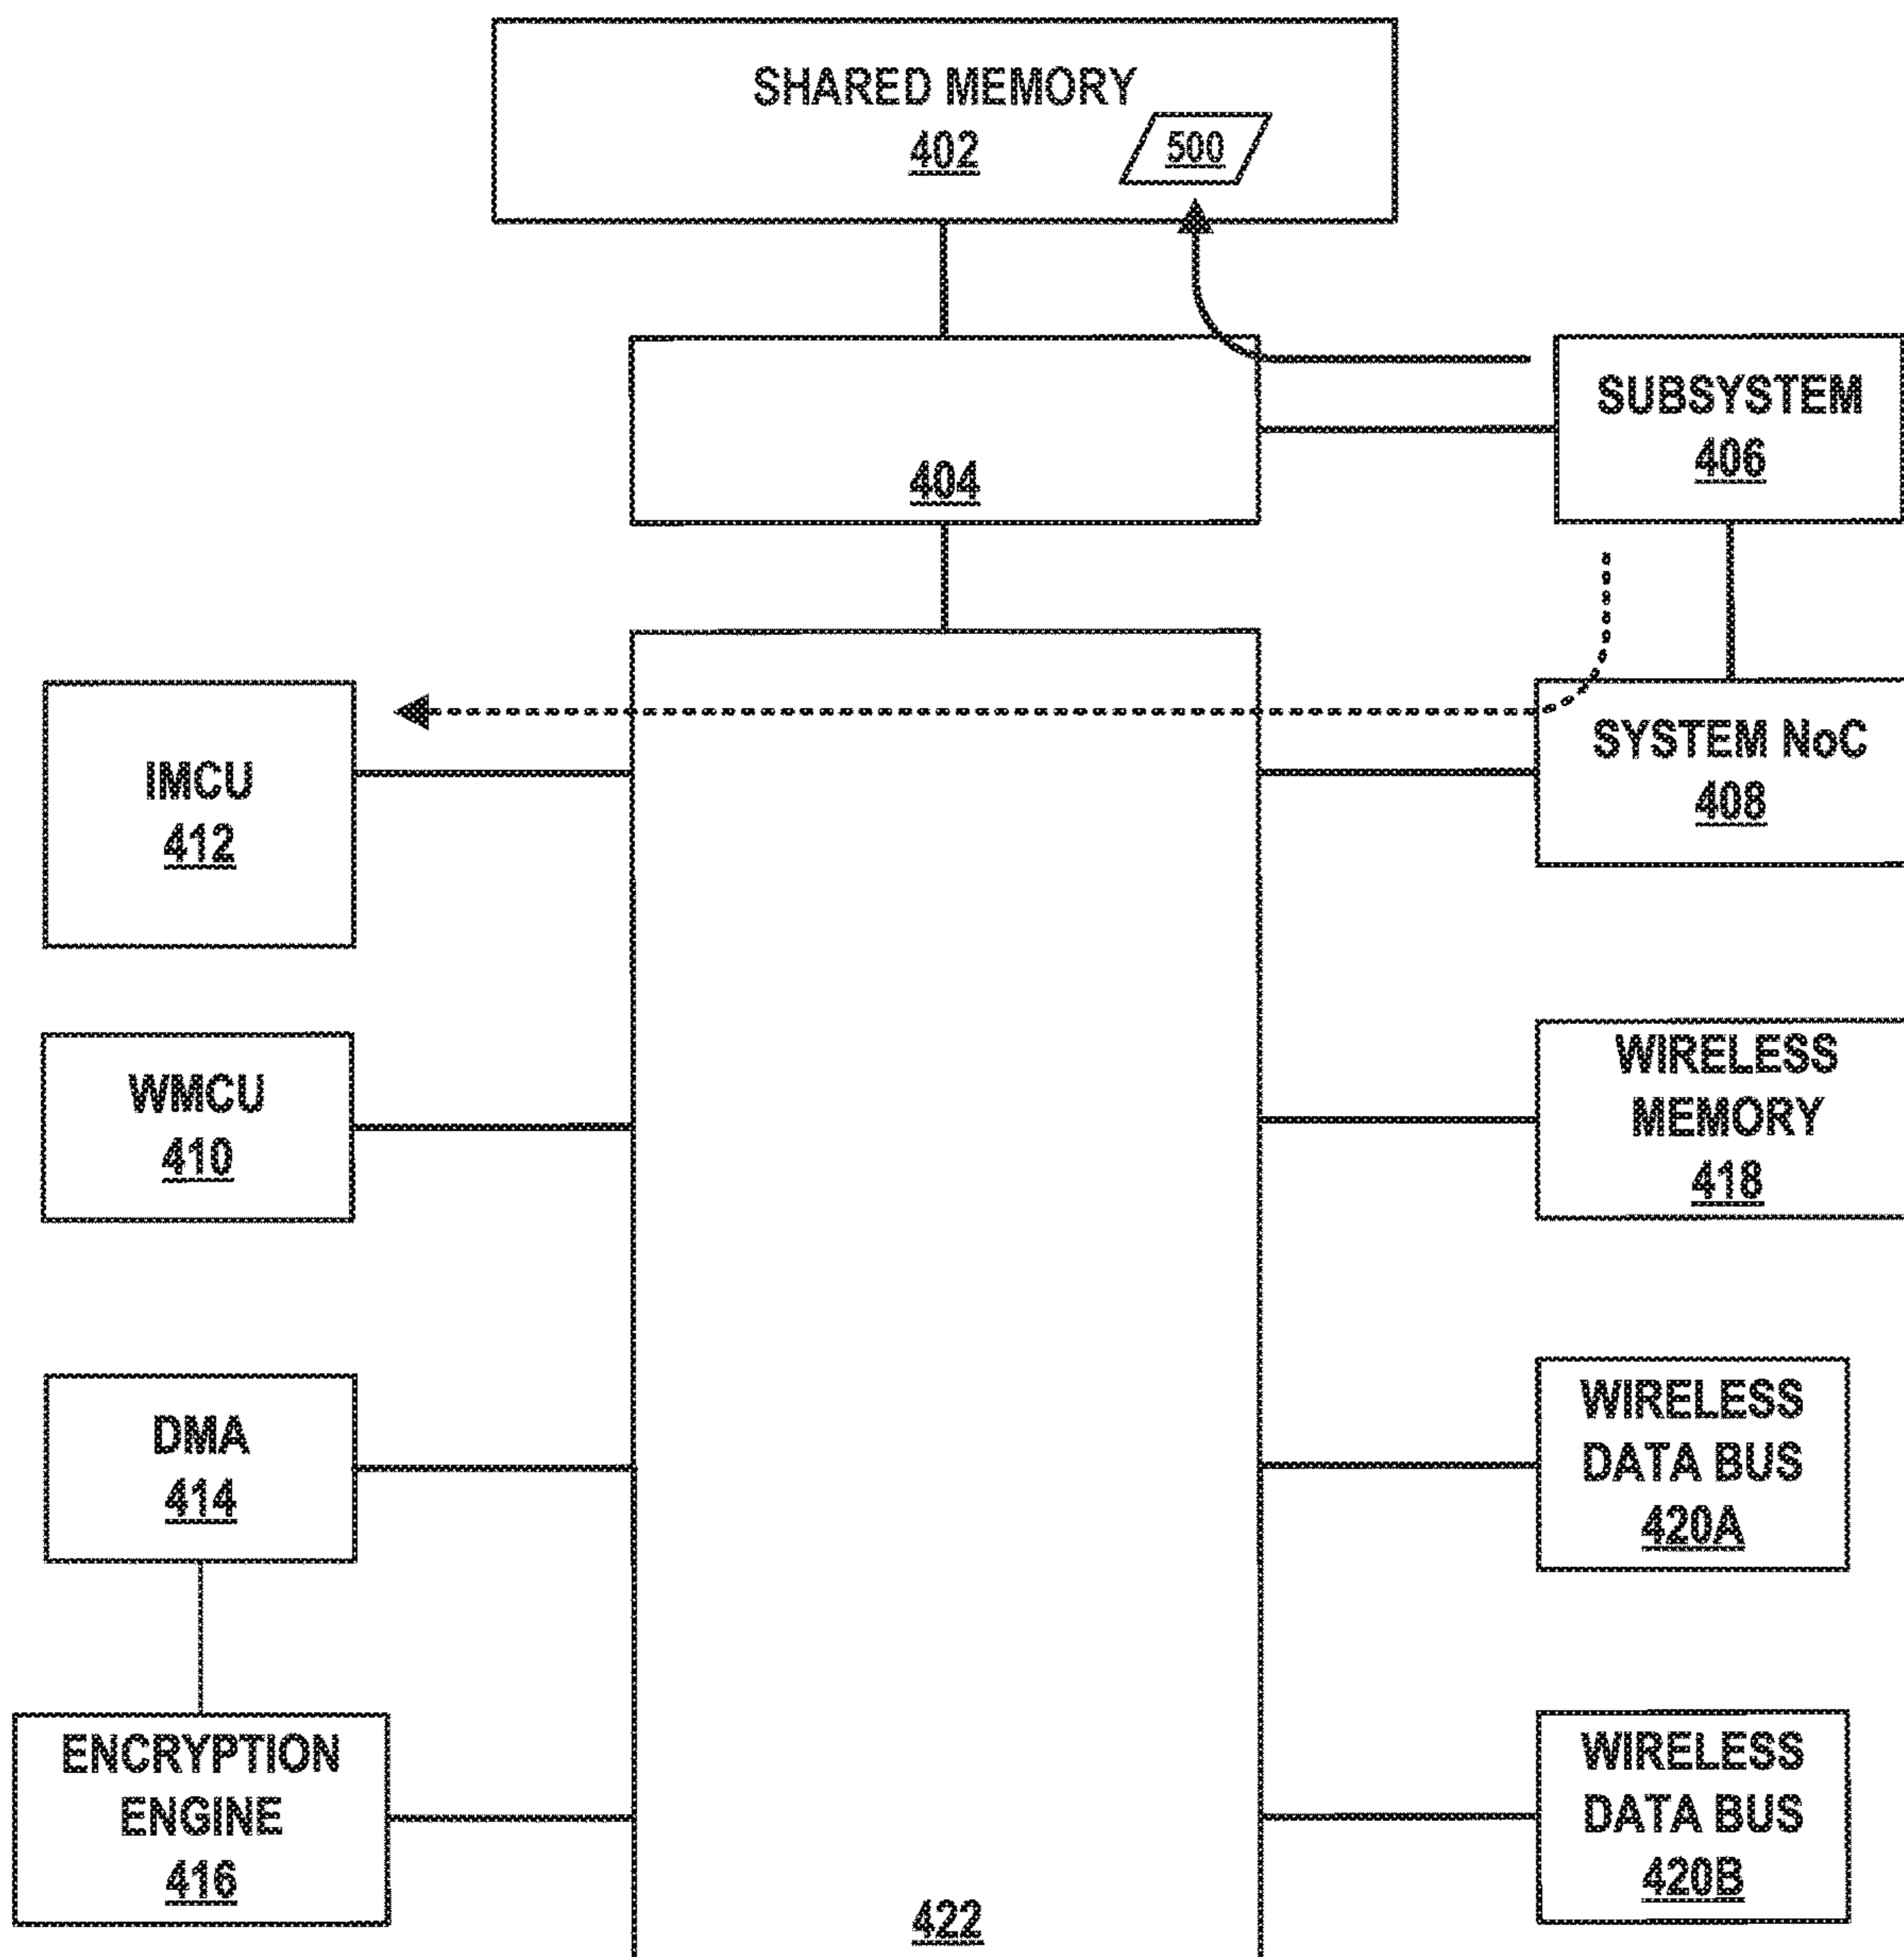 SHARED MEMORY
402
500
404
SUBSYSTEM
406
IMCU
412
SYSTEM NoC
408
WMCU
410
WIRELESS
MEMORY
418
DMA
414
WIRELESS
DATA BUS
420A
ENCRYPTION
ENGINE
416
WIRELESS
DATA BUS
420B
422